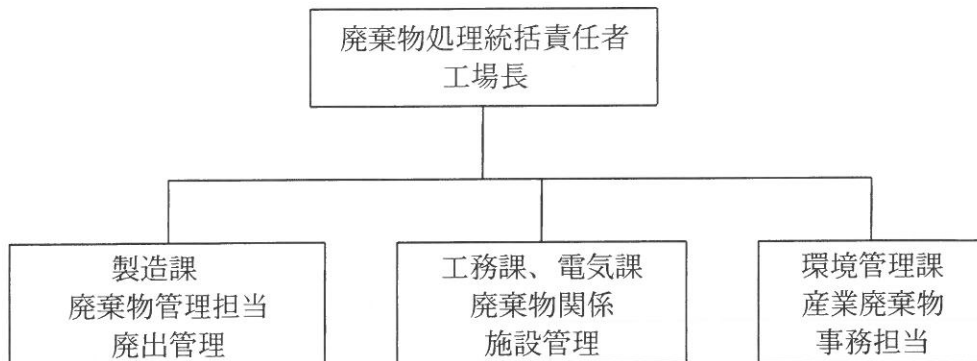 廃棄物処理統括責任者
工場長
製造課
廃棄物管理担当
廃出管理
工務課、電気課
廃棄物関係
施設管理
環境管理課
産業廃棄物
事務担当